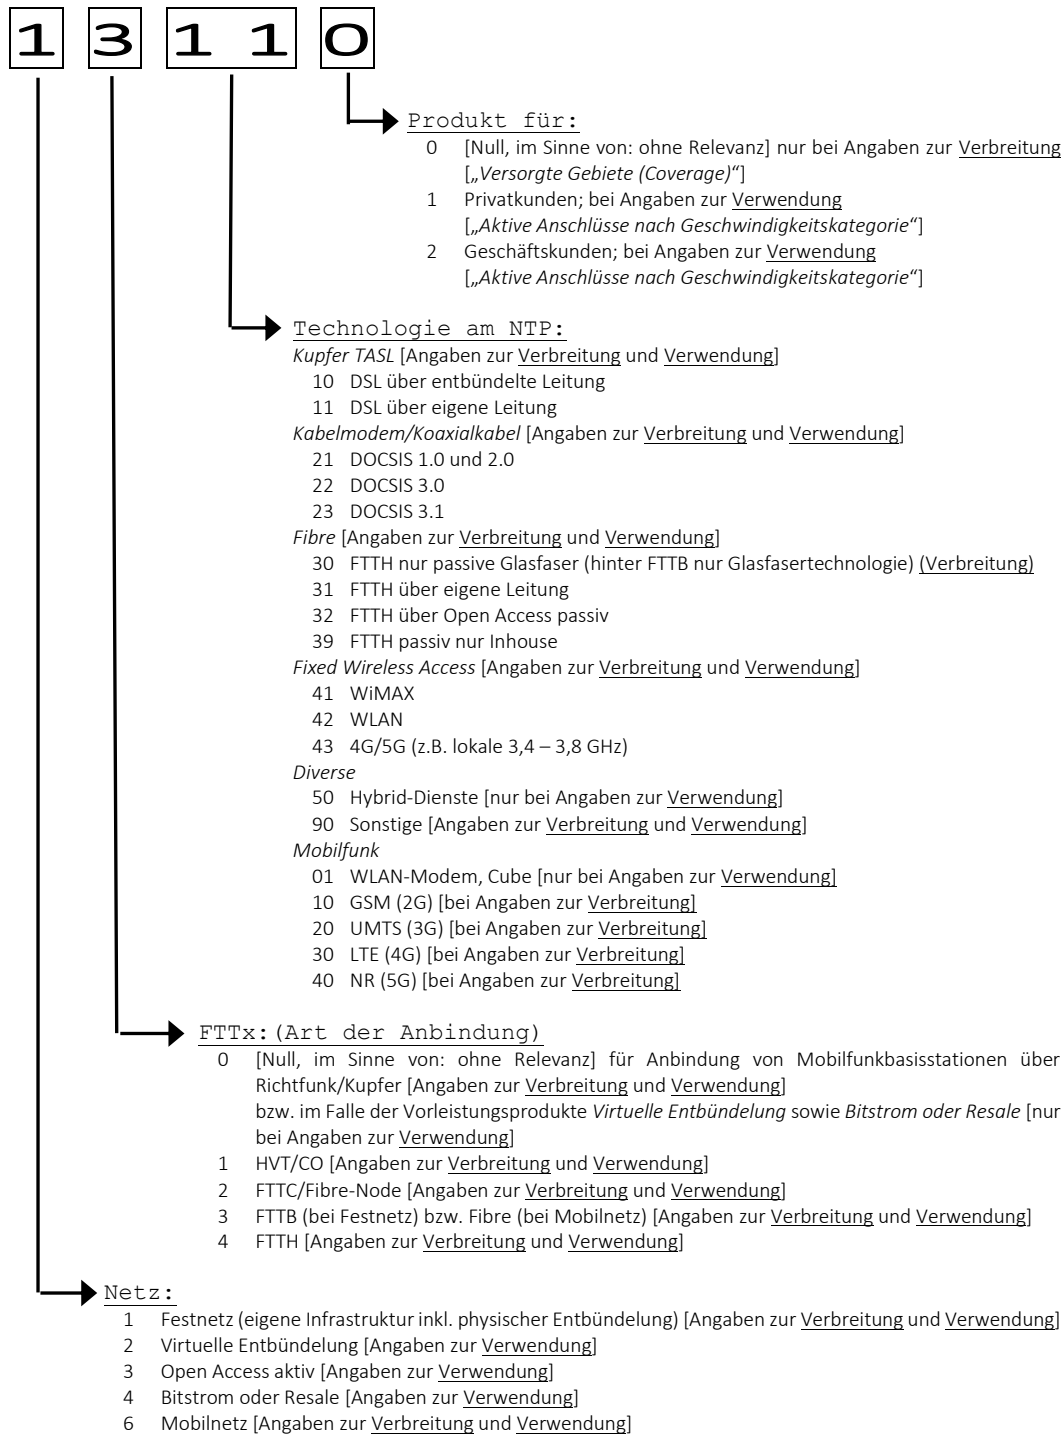 1 3 1 1 0
Produkt für:
0 [Null, im Sinne von: ohne Relevanz] nur bei Angaben zur Verbreitung
[„Versorgte Gebiete (Coverage)“]
1 Privatkunden; bei Angaben zur Verwendung
[„Aktive Anschlüsse nach Geschwindigkeitskategorie“]
2 Geschäftskunden; bei Angaben zur Verwendung
[„Aktive Anschlüsse nach Geschwindigkeitskategorie“]
Technologie am NTP:
Kupfer TASL [Angaben zur Verbreitung und Verwendung]
10 DSL über entbündelte Leitung
11 DSL über eigene Leitung
Kabelmodem/Koaxialkabel [Angaben zur Verbreitung und Verwendung]
21 DOCSIS 1.0 und 2.0
22 DOCSIS 3.0
23 DOCSIS 3.1
Fibre [Angaben zur Verbreitung und Verwendung]
30 FTTH nur passive Glasfaser (hinter FTTB nur Glasfasertechnologie) (Verbreitung)
31 FTTH über eigene Leitung
32 FTTH über Open Access passiv
39 FTTH passiv nur Inhouse
Fixed Wireless Access [Angaben zur Verbreitung und Verwendung]
41 WiMAX
42 WLAN
43 4G/5G (z.B. lokale 3,4 – 3,8 GHz)
Diverse
50 Hybrid-Dienste [nur bei Angaben zur Verwendung]
90 Sonstige [Angaben zur Verbreitung und Verwendung]
Mobilfunk
01 WLAN-Modem, Cube [nur bei Angaben zur Verwendung]
10 GSM (2G) [bei Angaben zur Verbreitung]
20 UMTS (3G) [bei Angaben zur Verbreitung]
30 LTE (4G) [bei Angaben zur Verbreitung]
40 NR (5G) [bei Angaben zur Verbreitung]
FTTx:(Art der Anbindung)
0 [Null, im Sinne von: ohne Relevanz] für Anbindung von Mobilfunkbasisstationen über
Richtfunk/Kupfer [Angaben zur Verbreitung und Verwendung]
bzw. im Falle der Vorleistungsprodukte Virtuelle Entbündelung sowie Bitstrom oder Resale [nur
bei Angaben zur Verwendung]
1 HVT/CO [Angaben zur Verbreitung und Verwendung]
2 FTTC/Fibre-Node [Angaben zur Verbreitung und Verwendung]
3 FTTB (bei Festnetz) bzw. Fibre (bei Mobilnetz) [Angaben zur Verbreitung und Verwendung]
4 FTTH [Angaben zur Verbreitung und Verwendung]
Netz:
1 Festnetz (eigene Infrastruktur inkl. physischer Entbündelung) [Angaben zur Verbreitung und Verwendung]
2 Virtuelle Entbündelung [Angaben zur Verwendung]
3 Open Access aktiv [Angaben zur Verwendung]
4 Bitstrom oder Resale [Angaben zur Verwendung]
6 Mobilnetz [Angaben zur Verbreitung und Verwendung]